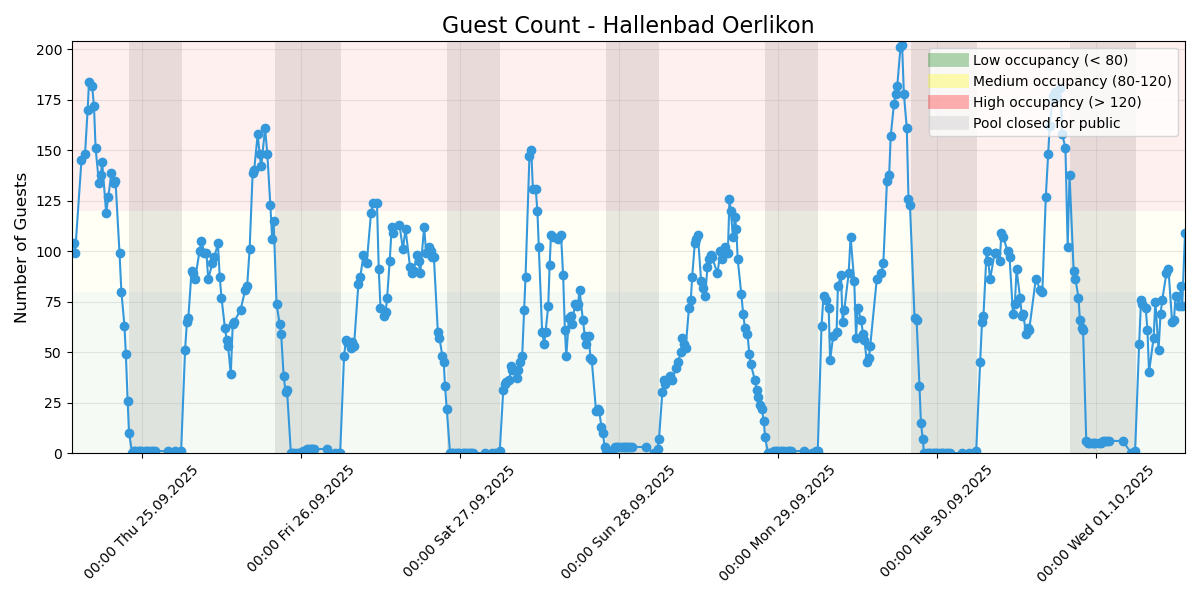 Guest Count - Hallenbad Oerlikon
Number of Guests
200
175
150
125
100
75
50
25
0
Low occupancy (< 80)
Medium occupancy (80-120)
High occupancy (> 120)
Pool closed for public
00:00 Thu 25.09.2025
00:00 Fri 26.09.2025
00:00 Sat 27.09.2025
00:00 Sun 28.09.2025
00:00 Mon 29.09.2025
00:00 Tue 30.09.2025
00:00 Wed 01.10.2025